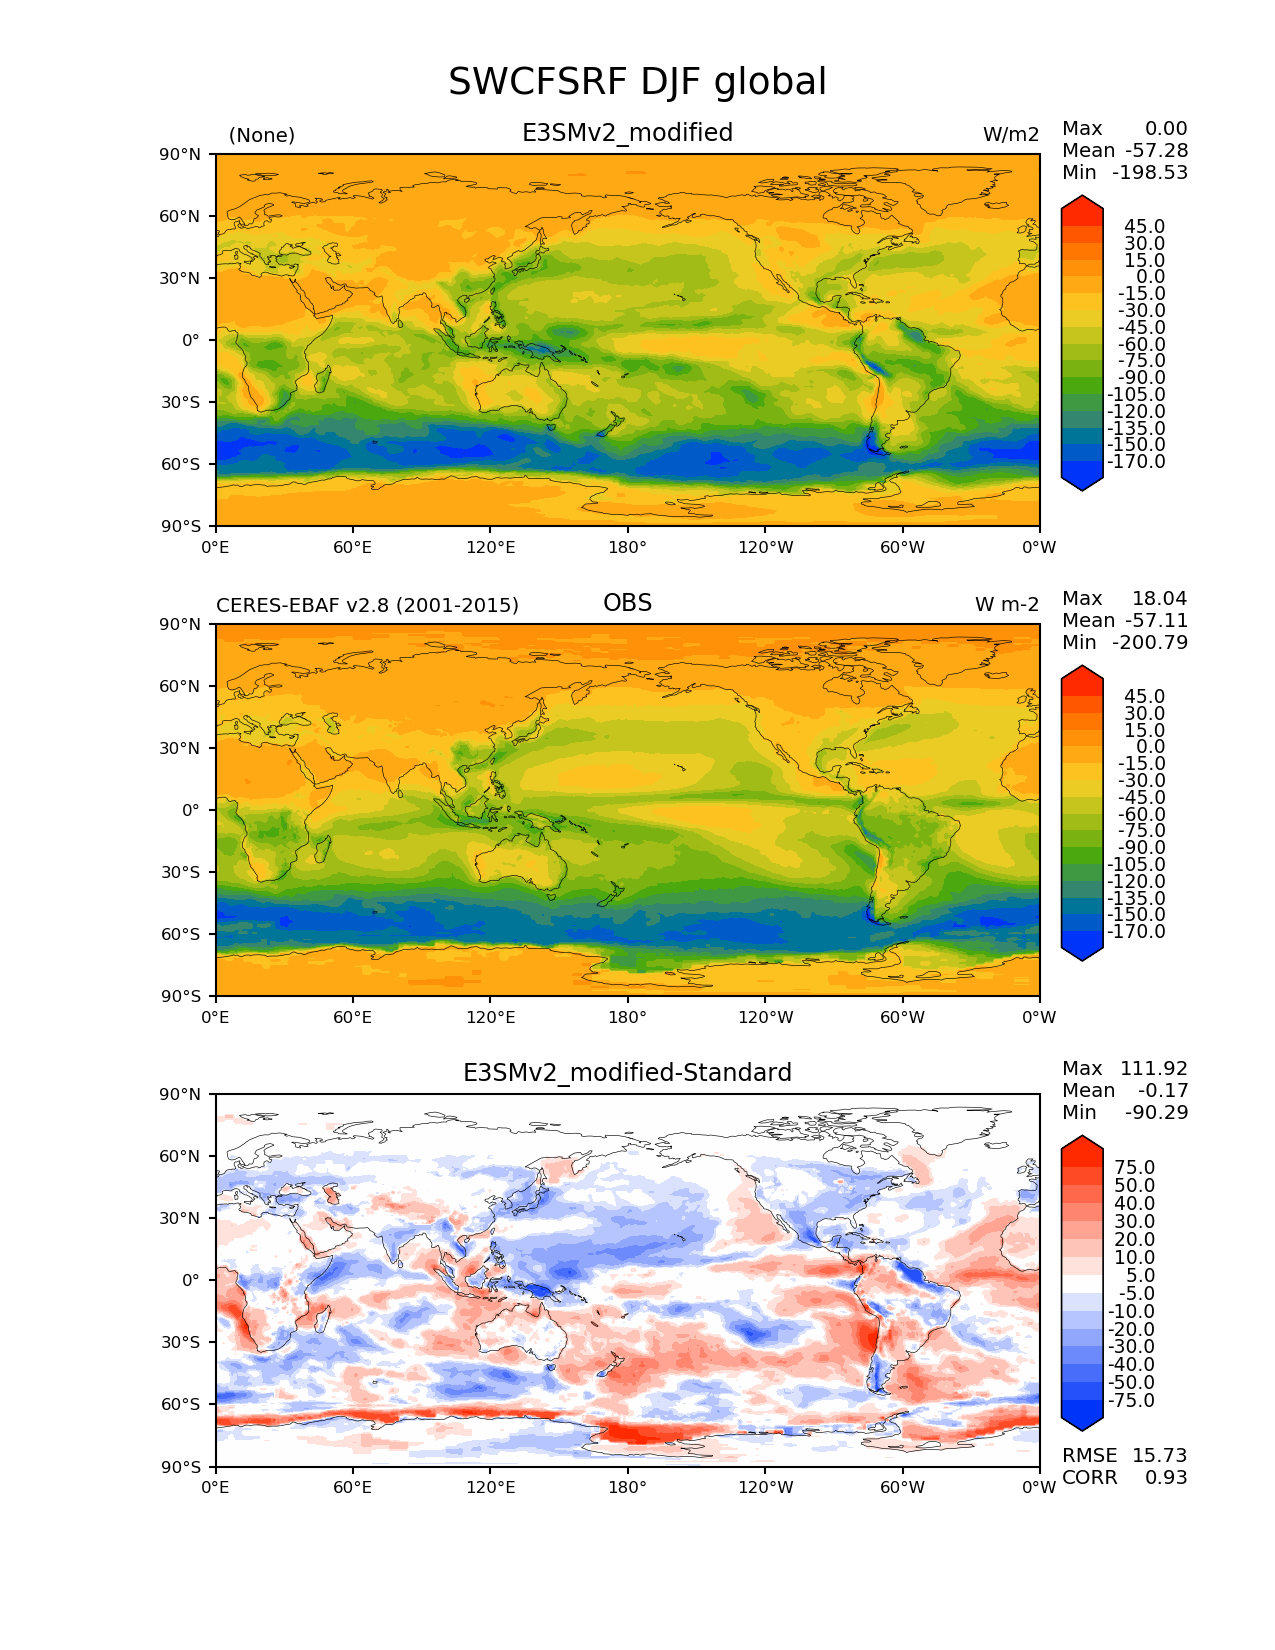 SWCFSRF DJF global
(None) E3SMv2_modified W/m2
Max 0.00
Mean -57.28
Min -198.53
90°N
60°N
30°N
0°
30°S
60°S
90°S
0°E 60°E 120°E 180° 120°W 60°W 0°W
45.0
30.0
15.0
0.0
-15.0
-30.0
-45.0
-60.0
-75.0
-90.0
-105.0
-120.0
-135.0
-150.0
-170.0
CERES-EBAF v2.8 (2001-2015) OBS W m-2
Max 18.04
Mean -57.11
Min -200.79
90°N
60°N
30°N
0°
30°S
60°S
90°S
0°E 60°E 120°E 180° 120°W 60°W 0°W
45.0
30.0
15.0
0.0
-15.0
-30.0
-45.0
-60.0
-75.0
-90.0
-105.0
-120.0
-135.0
-150.0
-170.0
E3SMv2_modified-Standard
Max 111.92
Mean -0.17
Min -90.29
90°N
60°N
30°N
0°
30°S
60°S
90°S
0°E 60°E 120°E 180° 120°W 60°W 0°W
75.0
50.0
40.0
30.0
20.0
10.0
5.0
-5.0
-10.0
-20.0
-30.0
-40.0
-50.0
-75.0
RMSE 15.73
CORR 0.93